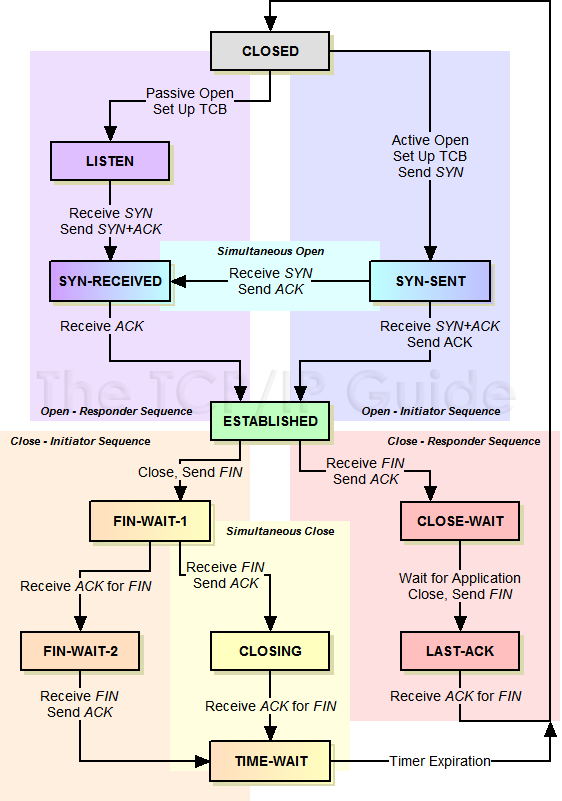 CLOSED
Passive Open
Set Up TCB
Active Open
Set Up TCB
Send SYN
LISTEN
Receive SYN
Send SYN+ACK
Simultaneous Open
Receive SYN
Send ACK
SYN-RECEIVED
SYN-SENT
Receive ACK
Receive SYN+ACK
Send ACK
The TCP/IP Guide
Open - Responder Sequence
Open - Initiator Sequence
ESTABLISHED
Close - Initiator Sequence
Close - Responder Sequence
Close, Send FIN
Receive FIN
Send ACK
FIN-WAIT-1
CLOSE-WAIT
Simultaneous Close
Receive ACK for FIN
Receive FIN
Send ACK
Wait for Application
Close, Send FIN
FIN-WAIT-2
CLOSING
LAST-ACK
Receive FIN
Send ACK
Receive ACK for FIN
Receive ACK for FIN
TIME-WAIT
Timer Expiration